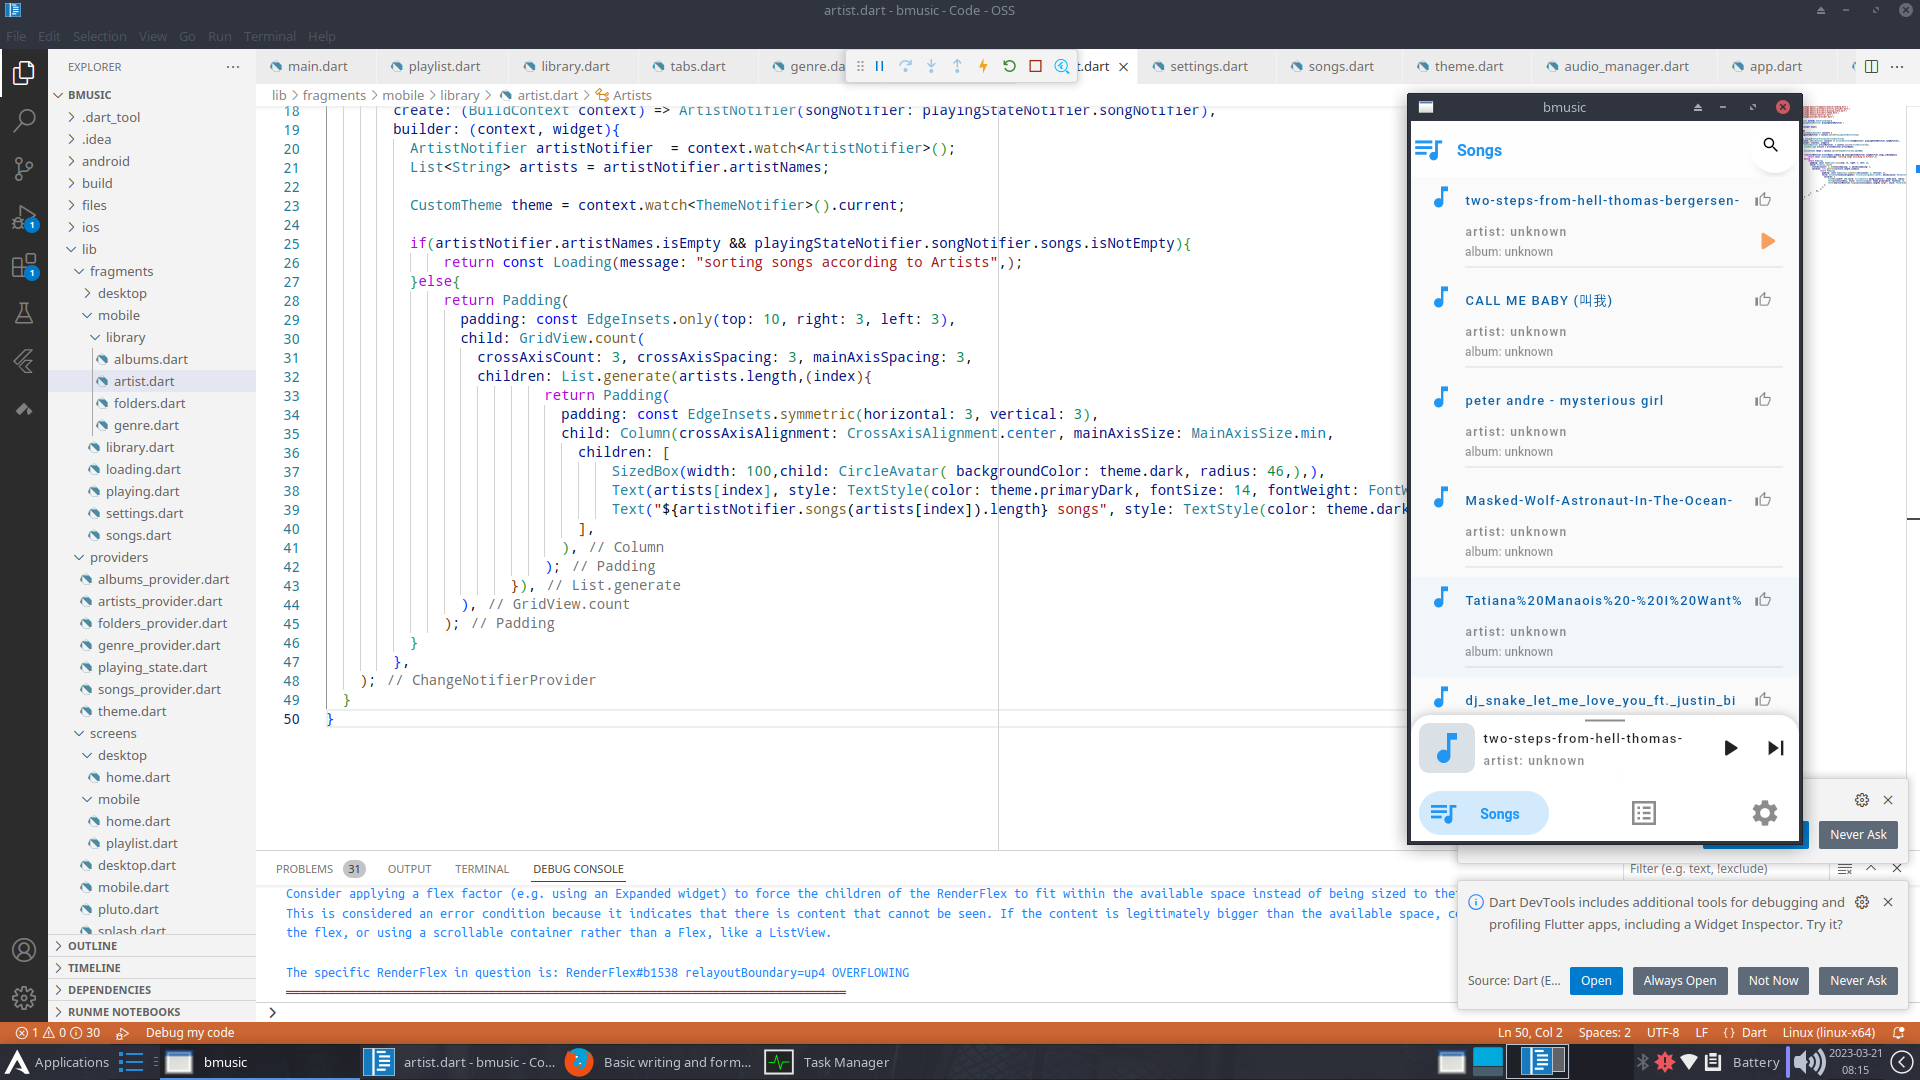 artist.dart - bmusic - Code - OSS
File Edit Selection View Go Run Terminal Help
EXPLORER
main.dart playlist.dart library.dart tabs.dart genre.da t.dart settings.dart songs.dart theme.dart audio_manager.dart app.dart
BMUSIC
lib > fragments > mobile > library > artist.dart > Artists
.dart_tool
.idea
android
build
files
ios
lib
fragments
desktop
mobile
library
albums.dart
artist.dart
folders.dart
genre.dart
library.dart
loading.dart
playing.dart
settings.dart
songs.dart
providers
albums_provider.dart
artists_provider.dart
folders_provider.dart
genre_provider.dart
playing_state.dart
songs_provider.dart
theme.dart
screens
desktop
home.dart
mobile
home.dart
playlist.dart
desktop.dart
mobile.dart
pluto.dart
splash.dart
OUTLINE
TIMELINE
DEPENDENCIES
RUNME NOTEBOOKS
1
1
18 create: (BuildContext context) => ArtistNotifier(songNotifier: playingStateNotifier.songNotifier),
19 builder: (context, widget){
20 ArtistNotifier artistNotifier  = context.watch<ArtistNotifier>();
21 List<String> artists = artistNotifier.artistNames;
22
23 CustomTheme theme = context.watch<ThemeNotifier>().current;
24
25 if(artistNotifier.artistNames.isEmpty && playingStateNotifier.songNotifier.songs.isNotEmpty){
26 return const Loading(message: "sorting songs according to Artists",);
27 }else{
28 return Padding(
29 padding: const EdgeInsets.only(top: 10, right: 3, left: 3),
30 child: GridView.count(
31 crossAxisCount: 3, crossAxisSpacing: 3, mainAxisSpacing: 3,
32 children: List.generate(artists.length,(index){
33 return Padding(
34 padding: const EdgeInsets.symmetric(horizontal: 3, vertical: 3),
35 child: Column(crossAxisAlignment: CrossAxisAlignment.center, mainAxisSize: MainAxisSize.min,
36 children: [
37 SizedBox(width: 100,child: CircleAvatar( backgroundColor: theme.dark, radius: 46,),),
38 Text(artists[index], style: TextStyle(color: theme.primaryDark, fontSize: 14, fontWeight: FontW
39 Text("${artistNotifier.songs(artists[index]).length} songs", style: TextStyle(color: theme.dark
40 ],
41 ), // Column
42 ); // Padding
43 }), // List.generate
44 ), // GridView.count
45 ); // Padding
46 }
47 },
48 ); // ChangeNotifierProvider
49 }
50 }
bmusic
Songs
two-steps-from-hell-thomas-bergersen-
artist: unknown
album: unknown
CALL ME BABY (叫我)
artist: unknown
album: unknown
peter andre - mysterious girl
artist: unknown
album: unknown
Masked-Wolf-Astronaut-In-The-Ocean-
artist: unknown
album: unknown
Tatiana%20Manaois%20-%20I%20Want%
artist: unknown
album: unknown
dj_snake_let_me_love_you_ft._justin_bi
two-steps-from-hell-thomas-
artist: unknown
Songs
Never Ask
PROBLEMS 31 OUTPUT TERMINAL DEBUG CONSOLE
Filter (e.g. text, !exclude)
Consider applying a flex factor (e.g. using an Expanded widget) to force the children of the RenderFlex to fit within the available space instead of being sized to the
This is considered an error condition because it indicates that there is content that cannot be seen. If the content is legitimately bigger than the available space, c
the flex, or using a scrollable container rather than a Flex, like a ListView.
The specific RenderFlex in question is: RenderFlex#b1538 relayoutBoundary=up4 OVERFLOWING
Dart DevTools includes additional tools for debugging and
profiling Flutter apps, including a Widget Inspector. Try it?
Source: Dart (E... Open Always Open Not Now Never Ask
1 0 30 Debug my code
Ln 50, Col 2 Spaces: 2 UTF-8 LF { } Dart Linux (linux-x64)
Applications bmusic artist.dart - bmusic - Co... Basic writing and form... Task Manager
Battery 2023-03-21
08:15